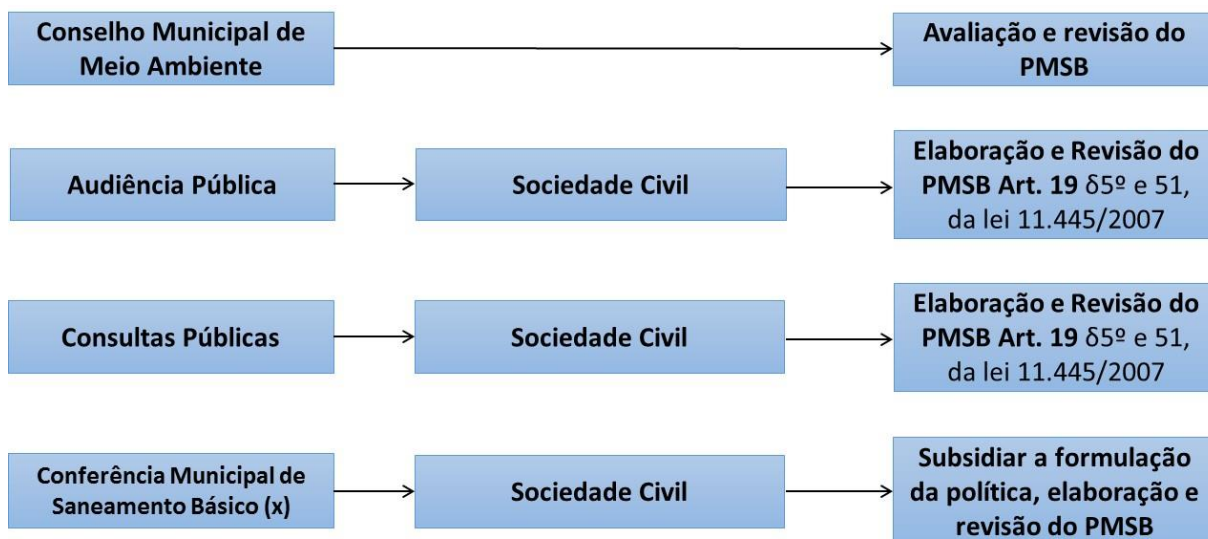 Conselho Municipal de
Meio Ambiente
Avaliação e revisão do
PMSB
Audiência Pública
Sociedade Civil
Elaboração e Revisão do
PMSB Art. 19 δ5º e 51,
da lei 11.445/2007
Consultas Públicas
Sociedade Civil
Elaboração e Revisão do
PMSB Art. 19 δ5º e 51,
da lei 11.445/2007
Conferência Municipal de
Saneamento Básico (x)
Sociedade Civil
Subsidiar a formulação
da política, elaboração e
revisão do PMSB